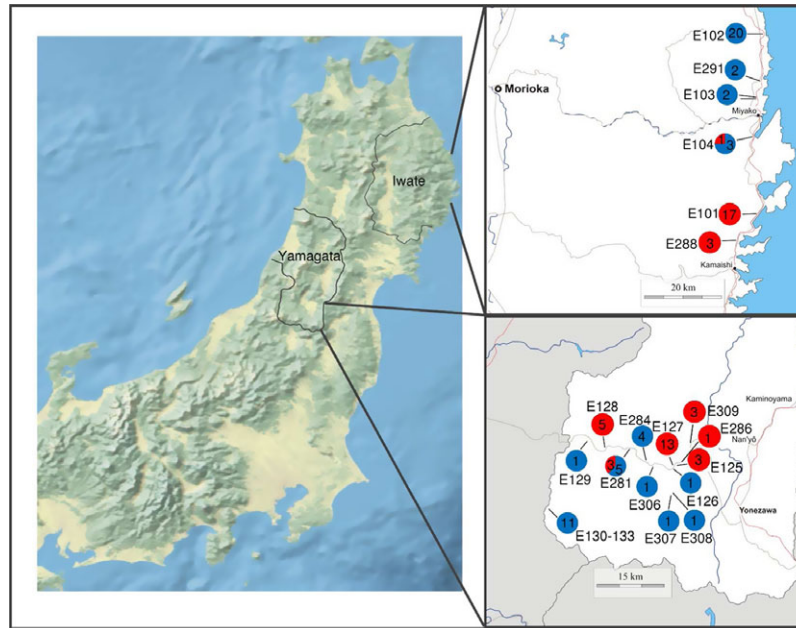 Iwate
Yamagata
E102 20
E291 2
E103 2
Miyako
Morioka
E104 1 3
E101 17
E288 3
Kamaishi
20 km
E309 3
Kaminoyama
E128 5
E284 4
E127 13
E286 1
Nan'yô
E129 1
E281 3 5
E125 3
E306 1
E126 1
Yonezawa
E130-133 11
E307 1
E308 1
15 km